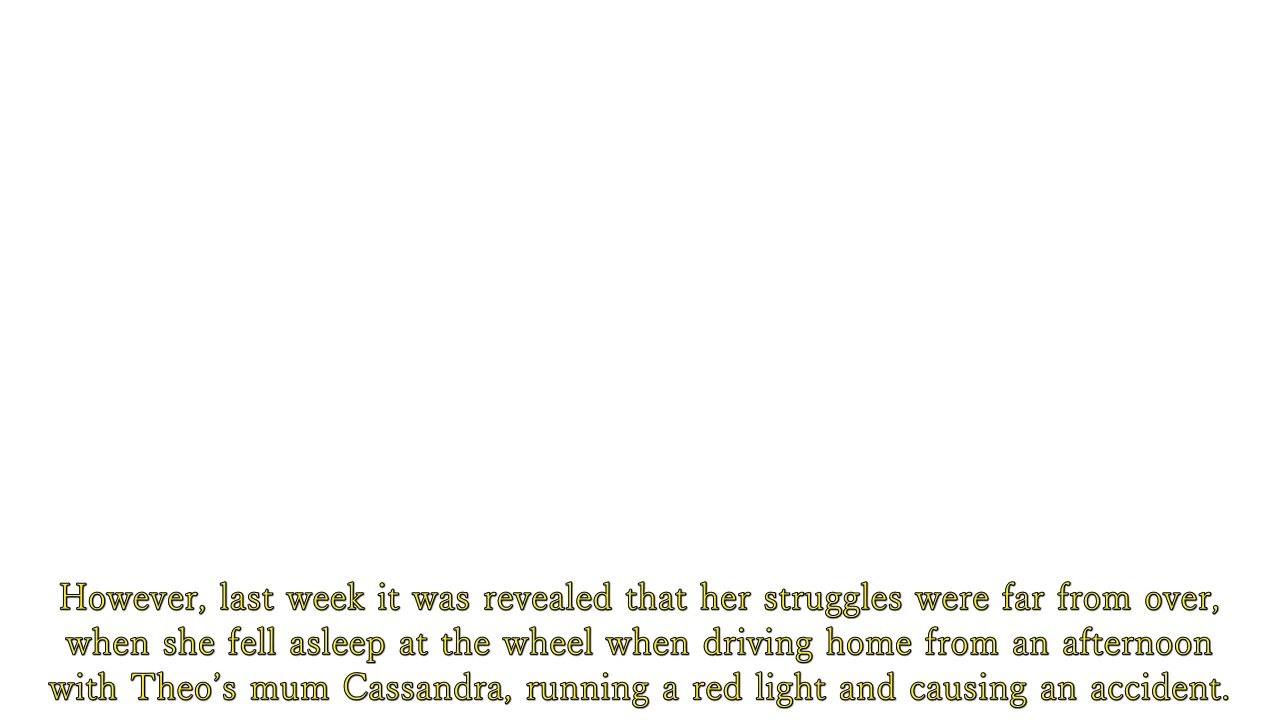 However, last week it was revealed that her struggles were far from over,
when she fell asleep at the wheel when driving home from an afternoon
with Theo’s mum Cassandra, running a red light and causing an accident.